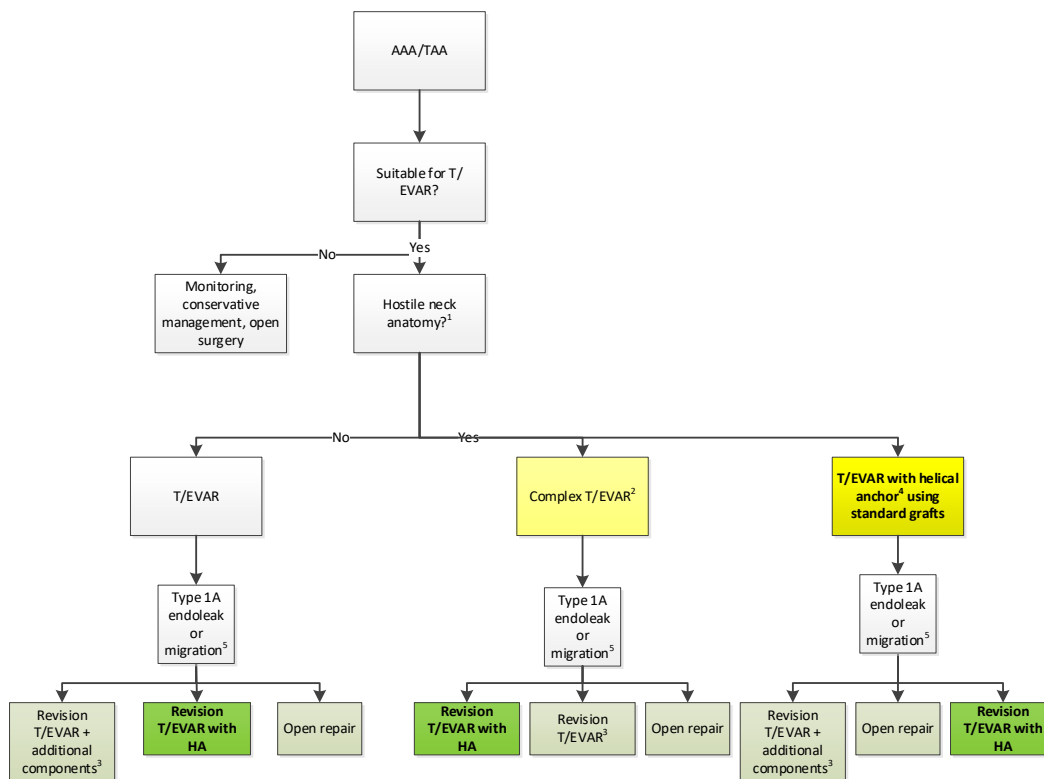 AAA/TAA
Suitable for T/
EVAR?
Yes
No
Monitoring,
conservative
management, open
surgery
Hostile neck
anatomy?¹
No
Yes
T/EVAR
Complex T/EVAR²
T/EVAR with helical
anchor⁴ using
standard grafts
Type 1A
endoleak
or
migration⁵
Type 1A
endoleak
or
migration⁵
Type 1A
endoleak
or
migration⁵
Revision
T/EVAR +
additional
components³
Revision
T/EVAR with
HA
Open repair
Revision
T/EVAR with
HA
Revision
T/EVAR³
Open repair
Revision
T/EVAR +
additional
components³
Open repair
Revision
T/EVAR with
HA